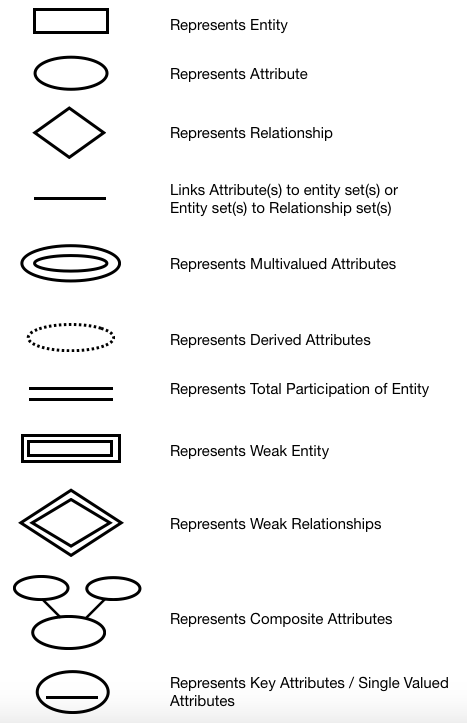 Represents Entity
Represents Attribute
Represents Relationship
Links Attribute(s) to entity set(s) or
Entity set(s) to Relationship set(s)
Represents Multivalued Attributes
Represents Derived Attributes
Represents Total Participation of Entity
Represents Weak Entity
Represents Weak Relationships
Represents Composite Attributes
Represents Key Attributes / Single Valued
Attributes